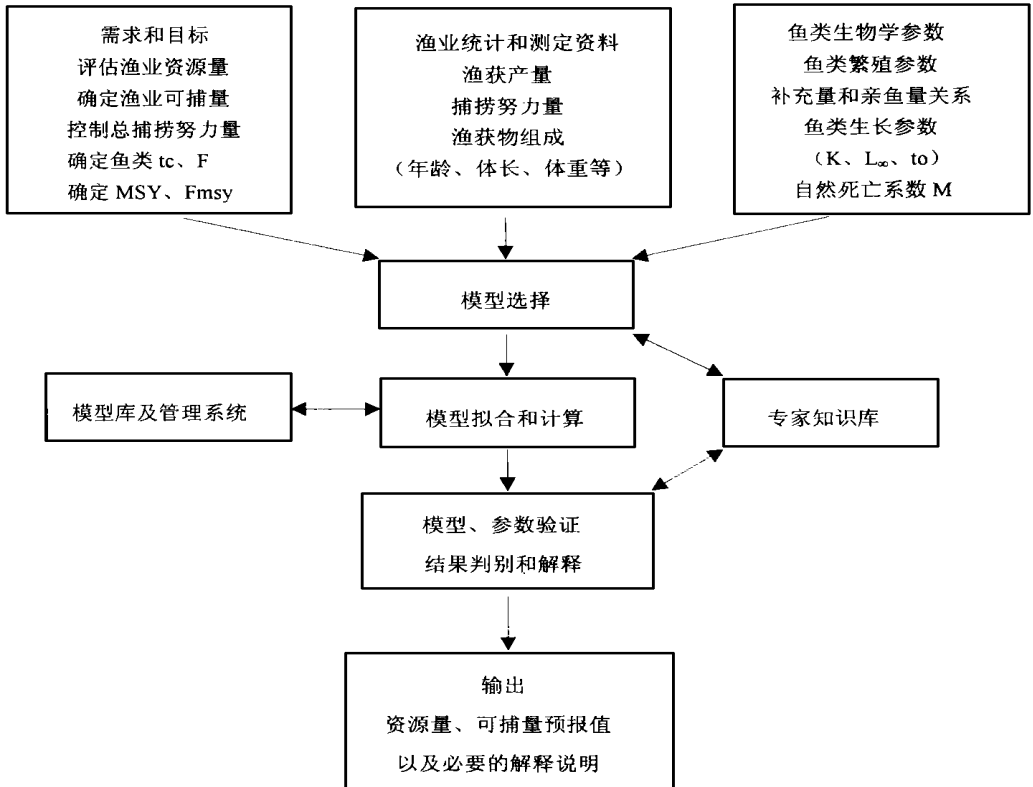 需求和目标
评估渔业资源量
确定渔业可捕量
控制总捕捞努力量
确定鱼类 tc、F
确定 MSY、Fmsy
渔业统计和测定资料
渔获产量
捕捞努力量
渔获物组成
（年龄、体长、体重等）
鱼类生物学参数
鱼类繁殖参数
补充量和亲鱼量关系
鱼类生长参数
（K、L∞、to）
自然死亡系数 M
模型选择
模型库及管理系统
模型拟合和计算
专家知识库
模型、参数验证
结果判别和解释
输出
资源量、可捕量预报值
以及必要的解释说明